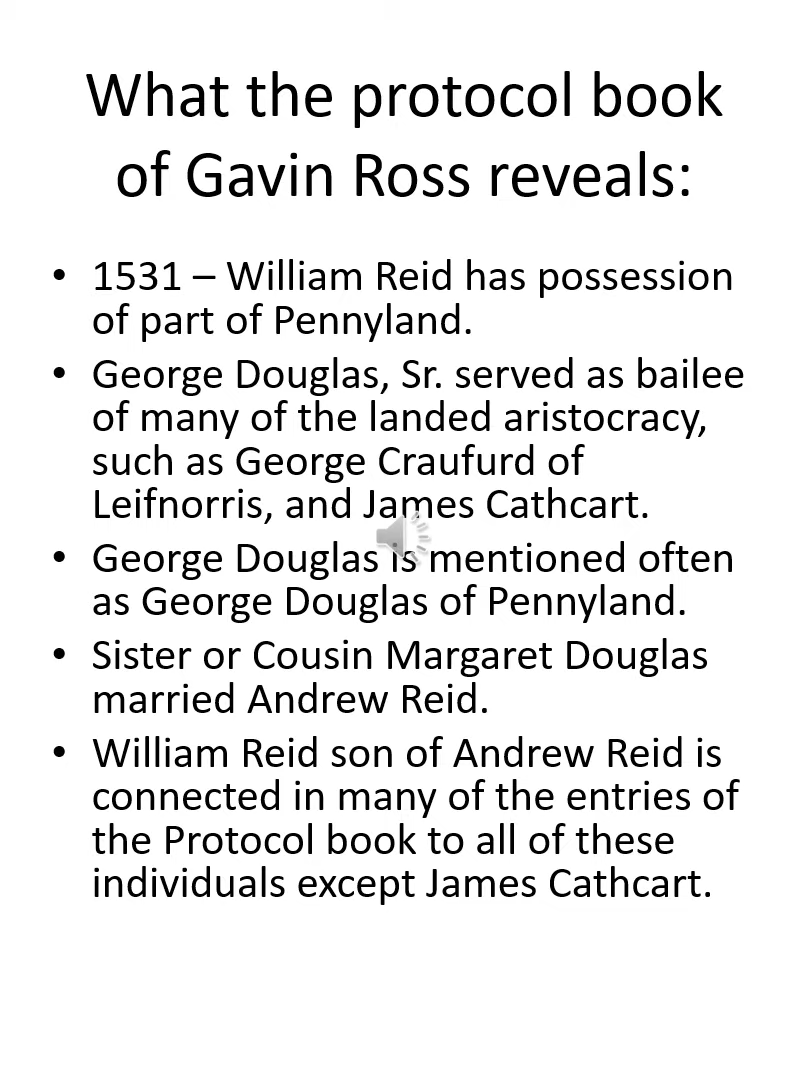 What the protocol book
of Gavin Ross reveals:
• 1531 – William Reid has possession
of part of Pennyland.
• George Douglas, Sr. served as bailee
of many of the landed aristocracy,
such as George Craufurd of
Leifnorris, and James Cathcart.
• George Douglas is mentioned often
as George Douglas of Pennyland.
• Sister or Cousin Margaret Douglas
married Andrew Reid.
• William Reid son of Andrew Reid is
connected in many of the entries of
the Protocol book to all of these
individuals except James Cathcart.